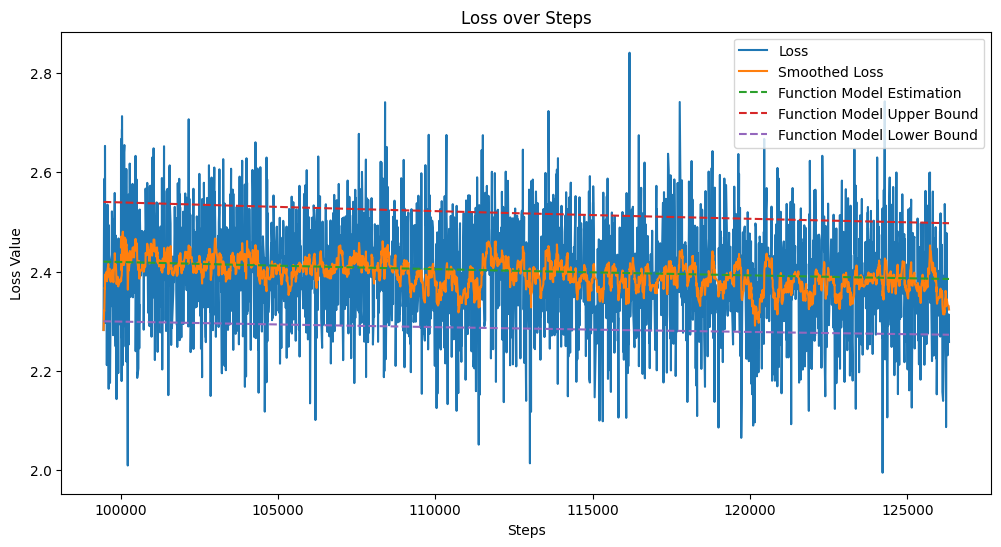 Loss over Steps
Loss
Smoothed Loss
Function Model Estimation
Function Model Upper Bound
Function Model Lower Bound
Loss Value
2.8
2.6
2.4
2.2
2.0
100000 105000 110000 115000 120000 125000
Steps